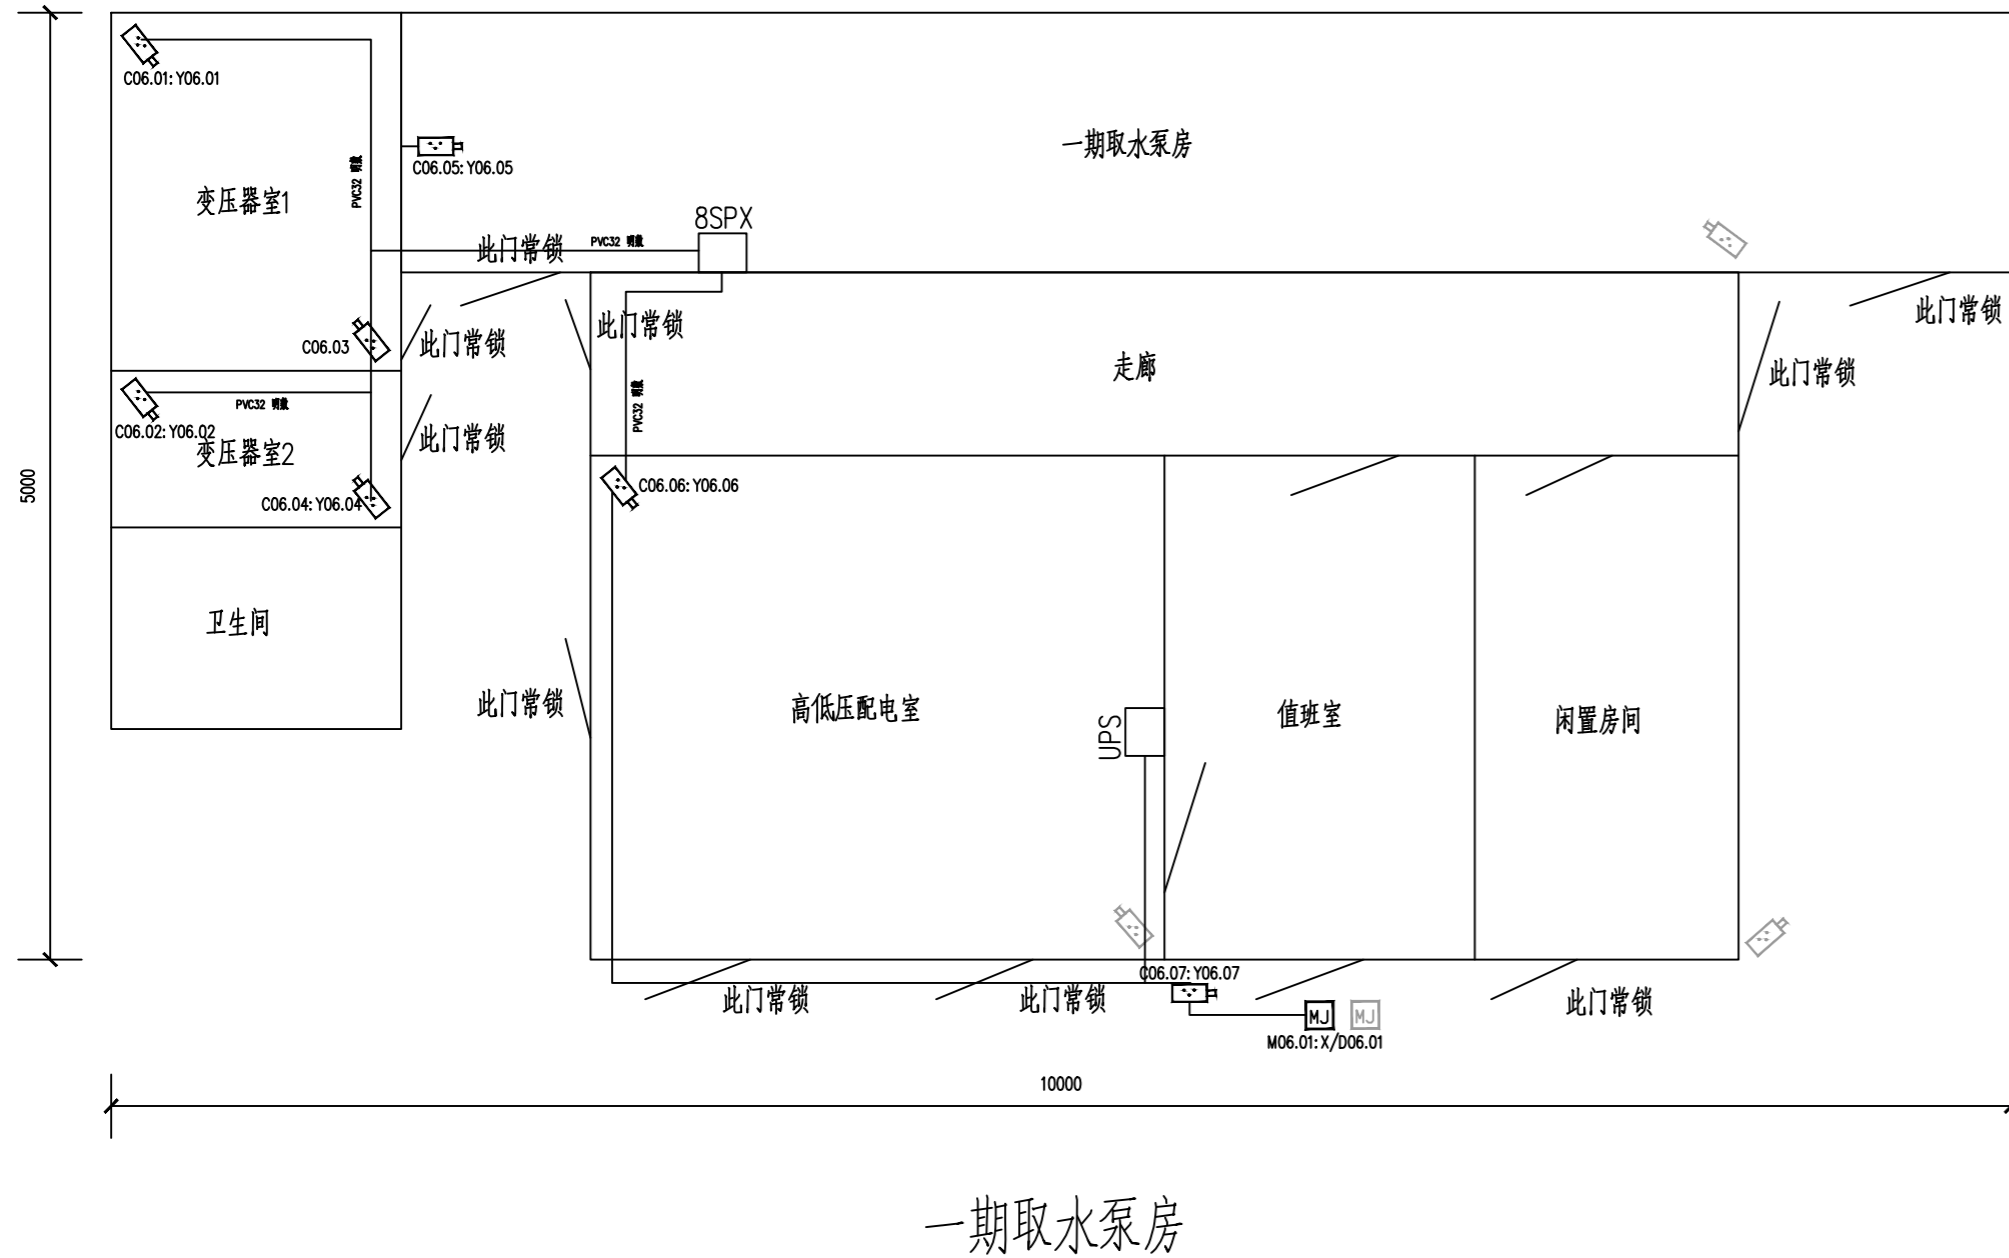 C06.01:Y06.01
一期取水泵房
C06.05:Y06.05
PVC32 明敷
变压器室1
8SPX
此门常锁
PVC32 明敷
此门常锁
此门常锁
此门常锁
C06.03
走廊
此门常锁
PVC32 明敷
PVC32 明敷
C06.02:Y06.02
变压器室2
此门常锁
C06.04:Y06.04
C06.06:Y06.06
5000
卫生间
此门常锁
高低压配电室
UPS
值班室
闲置房间
C06.07:Y06.07
此门常锁
此门常锁
此门常锁
MJ
MJ
M06.01:X/D06.01
10000
一期取水泵房